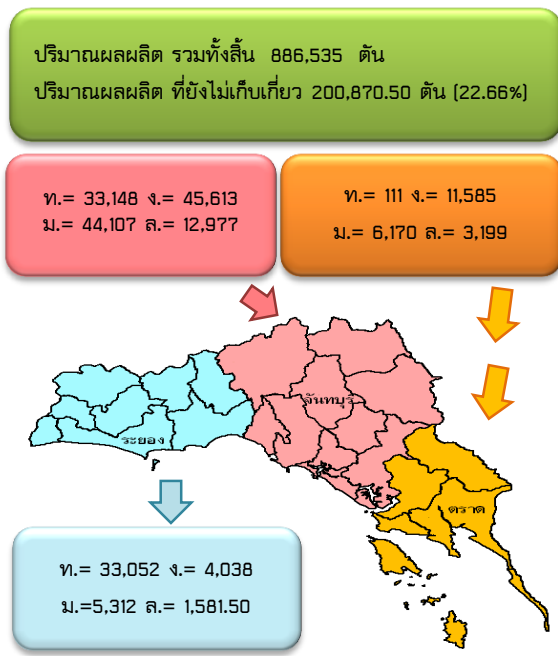 ปริมาณผลผลิต รวมทั้งสิ้น 886,535 ตัน
ปริมาณผลผลิต ที่ยังไม่เก็บเกี่ยว 200,870.50 ตัน (22.66%)
ท.= 33,148 ง.= 45,613
ม.= 44,107 ล.= 12,977
ท.= 111 ง.= 11,585
ม.= 6,170 ล.= 3,199
จันทบุรี
ระยอง
ตราด
ท.= 33,052 ง.= 4,038
ม.=5,312 ล.= 1,581.50